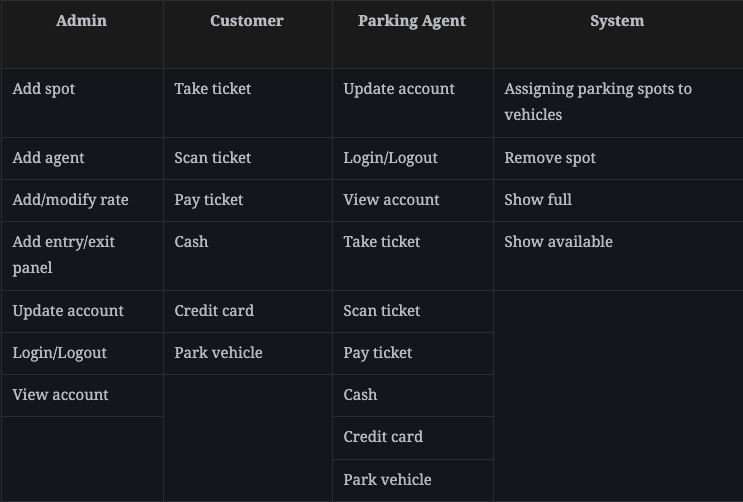 Admin Customer Parking Agent System
Add spot Take ticket Update account Assigning parking spots to
vehicles
Add agent Scan ticket Login/Logout Remove spot
Add/modify rate Pay ticket View account Show full
Add entry/exit Cash Take ticket Show available
panel
Update account Credit card Scan ticket
Login/Logout Park vehicle Pay ticket
View account Cash
Credit card
Park vehicle